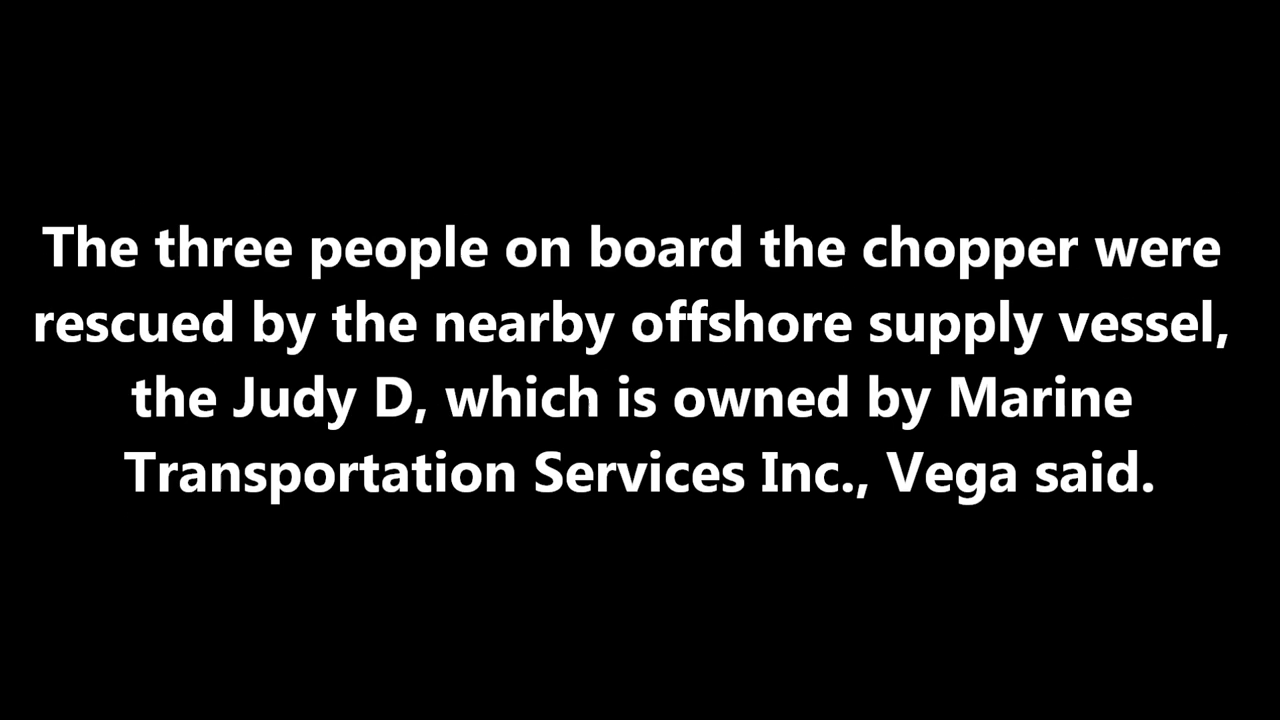 The three people on board the chopper were
rescued by the nearby offshore supply vessel,
the Judy D, which is owned by Marine
Transportation Services Inc., Vega said.